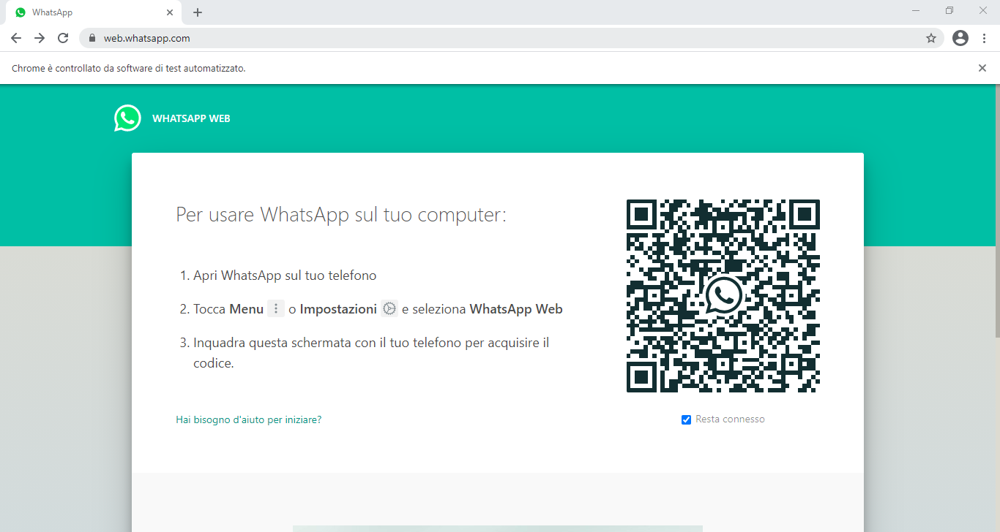 WhatsApp
web.whatsapp.com
Chrome è controllato da software di test automatizzato.
WHATSAPP WEB
Per usare WhatsApp sul tuo computer:
1. Apri WhatsApp sul tuo telefono
2. Tocca Menu o Impostazioni e seleziona WhatsApp Web
3. Inquadra questa schermata con il tuo telefono per acquisire il
codice.
Hai bisogno d'aiuto per iniziare?
Resta connesso